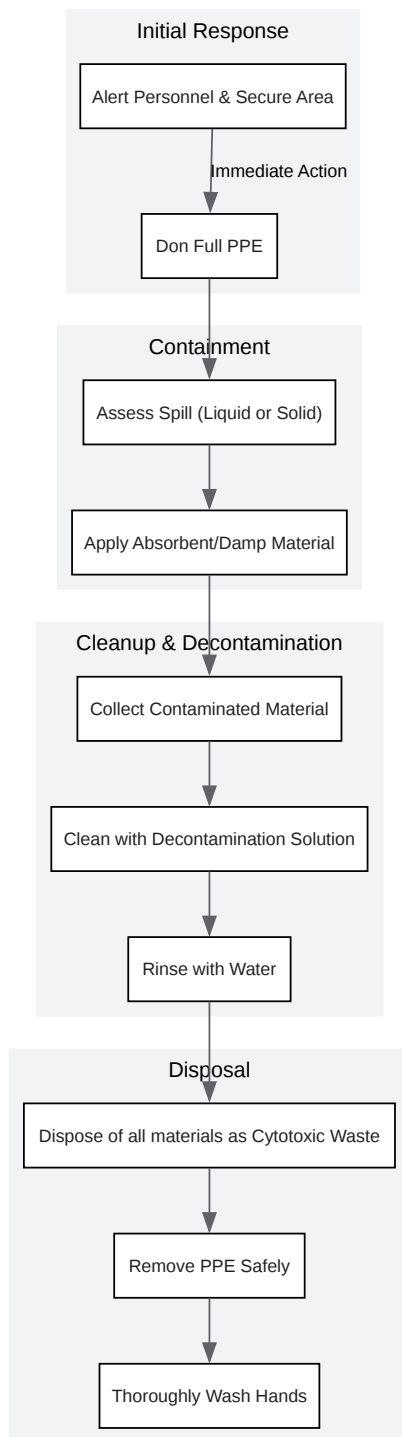 Initial Response
Alert Personnel & Secure Area
Immediate Action
Don Full PPE
Containment
Assess Spill (Liquid or Solid)
Apply Absorbent/Damp Material
Cleanup & Decontamination
Collect Contaminated Material
Clean with Decontamination Solution
Rinse with Water
Disposal
Dispose of all materials as Cytotoxic Waste
Remove PPE Safely
Thoroughly Wash Hands